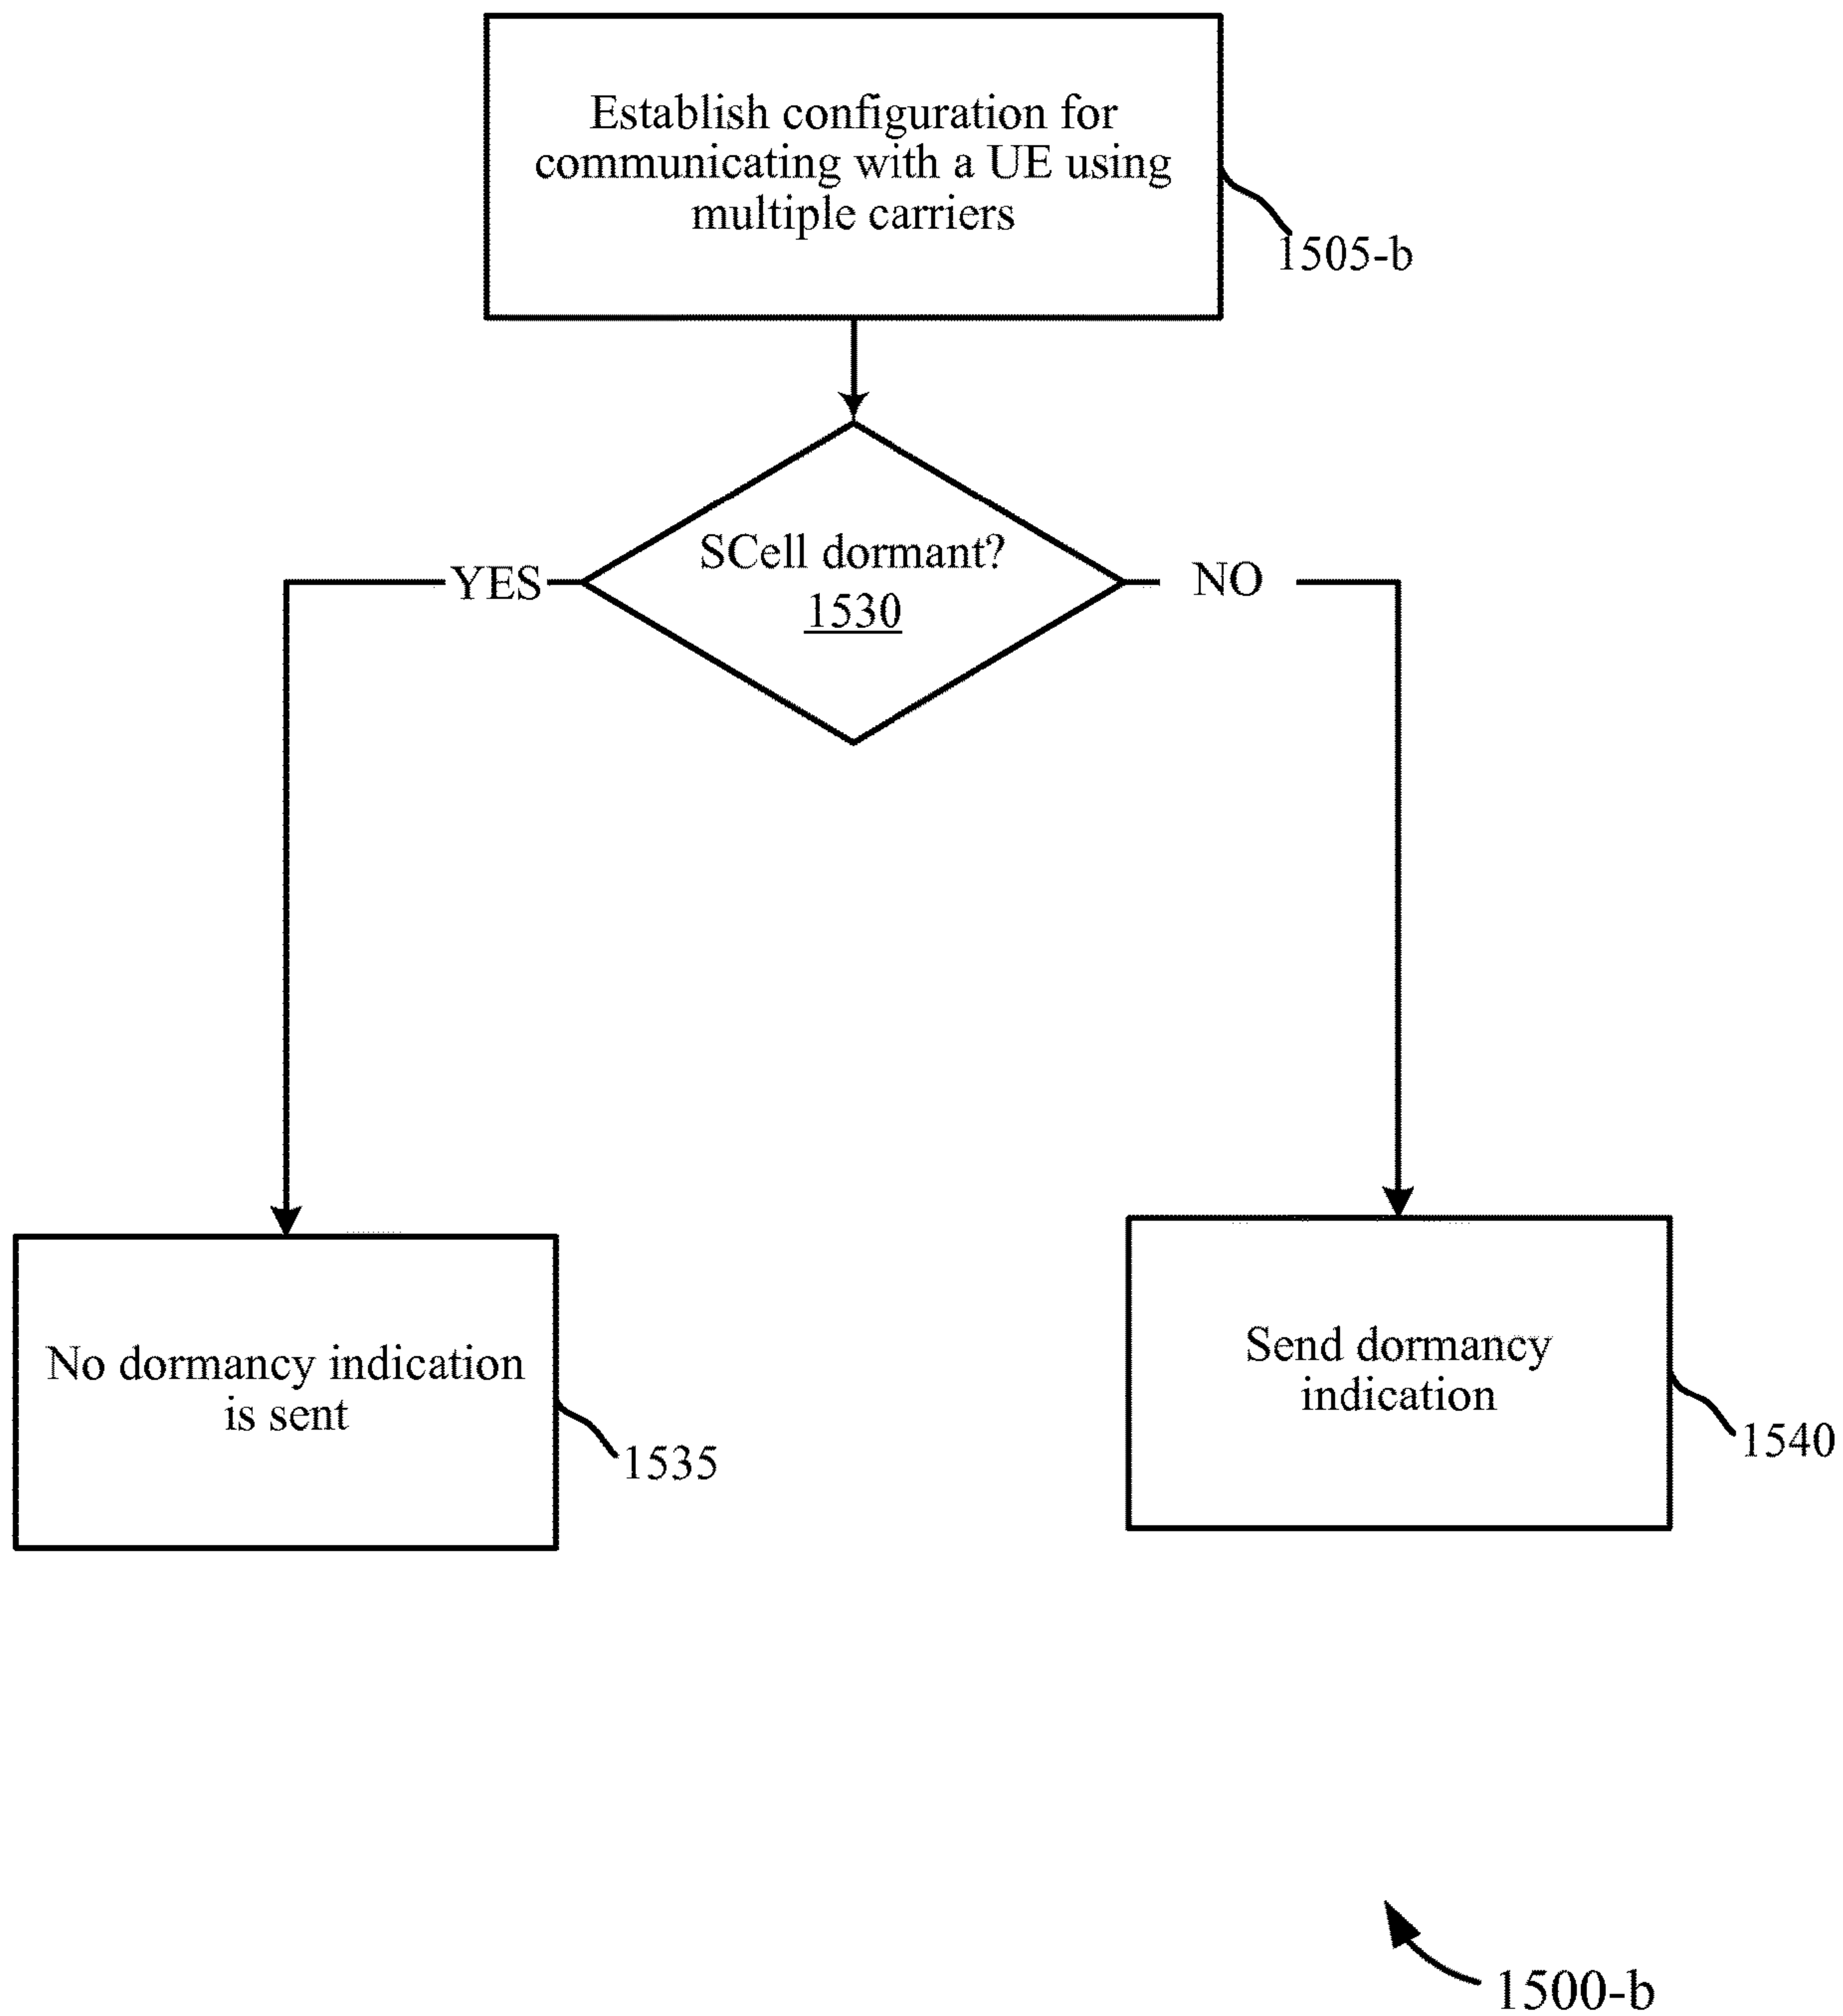 Establish configuration for
communicating with a UE using
multiple carriers
1505-b
SCell dormant?
1530
YES
NO
No dormancy indication
is sent
1535
Send dormancy
indication
1540
1500-b